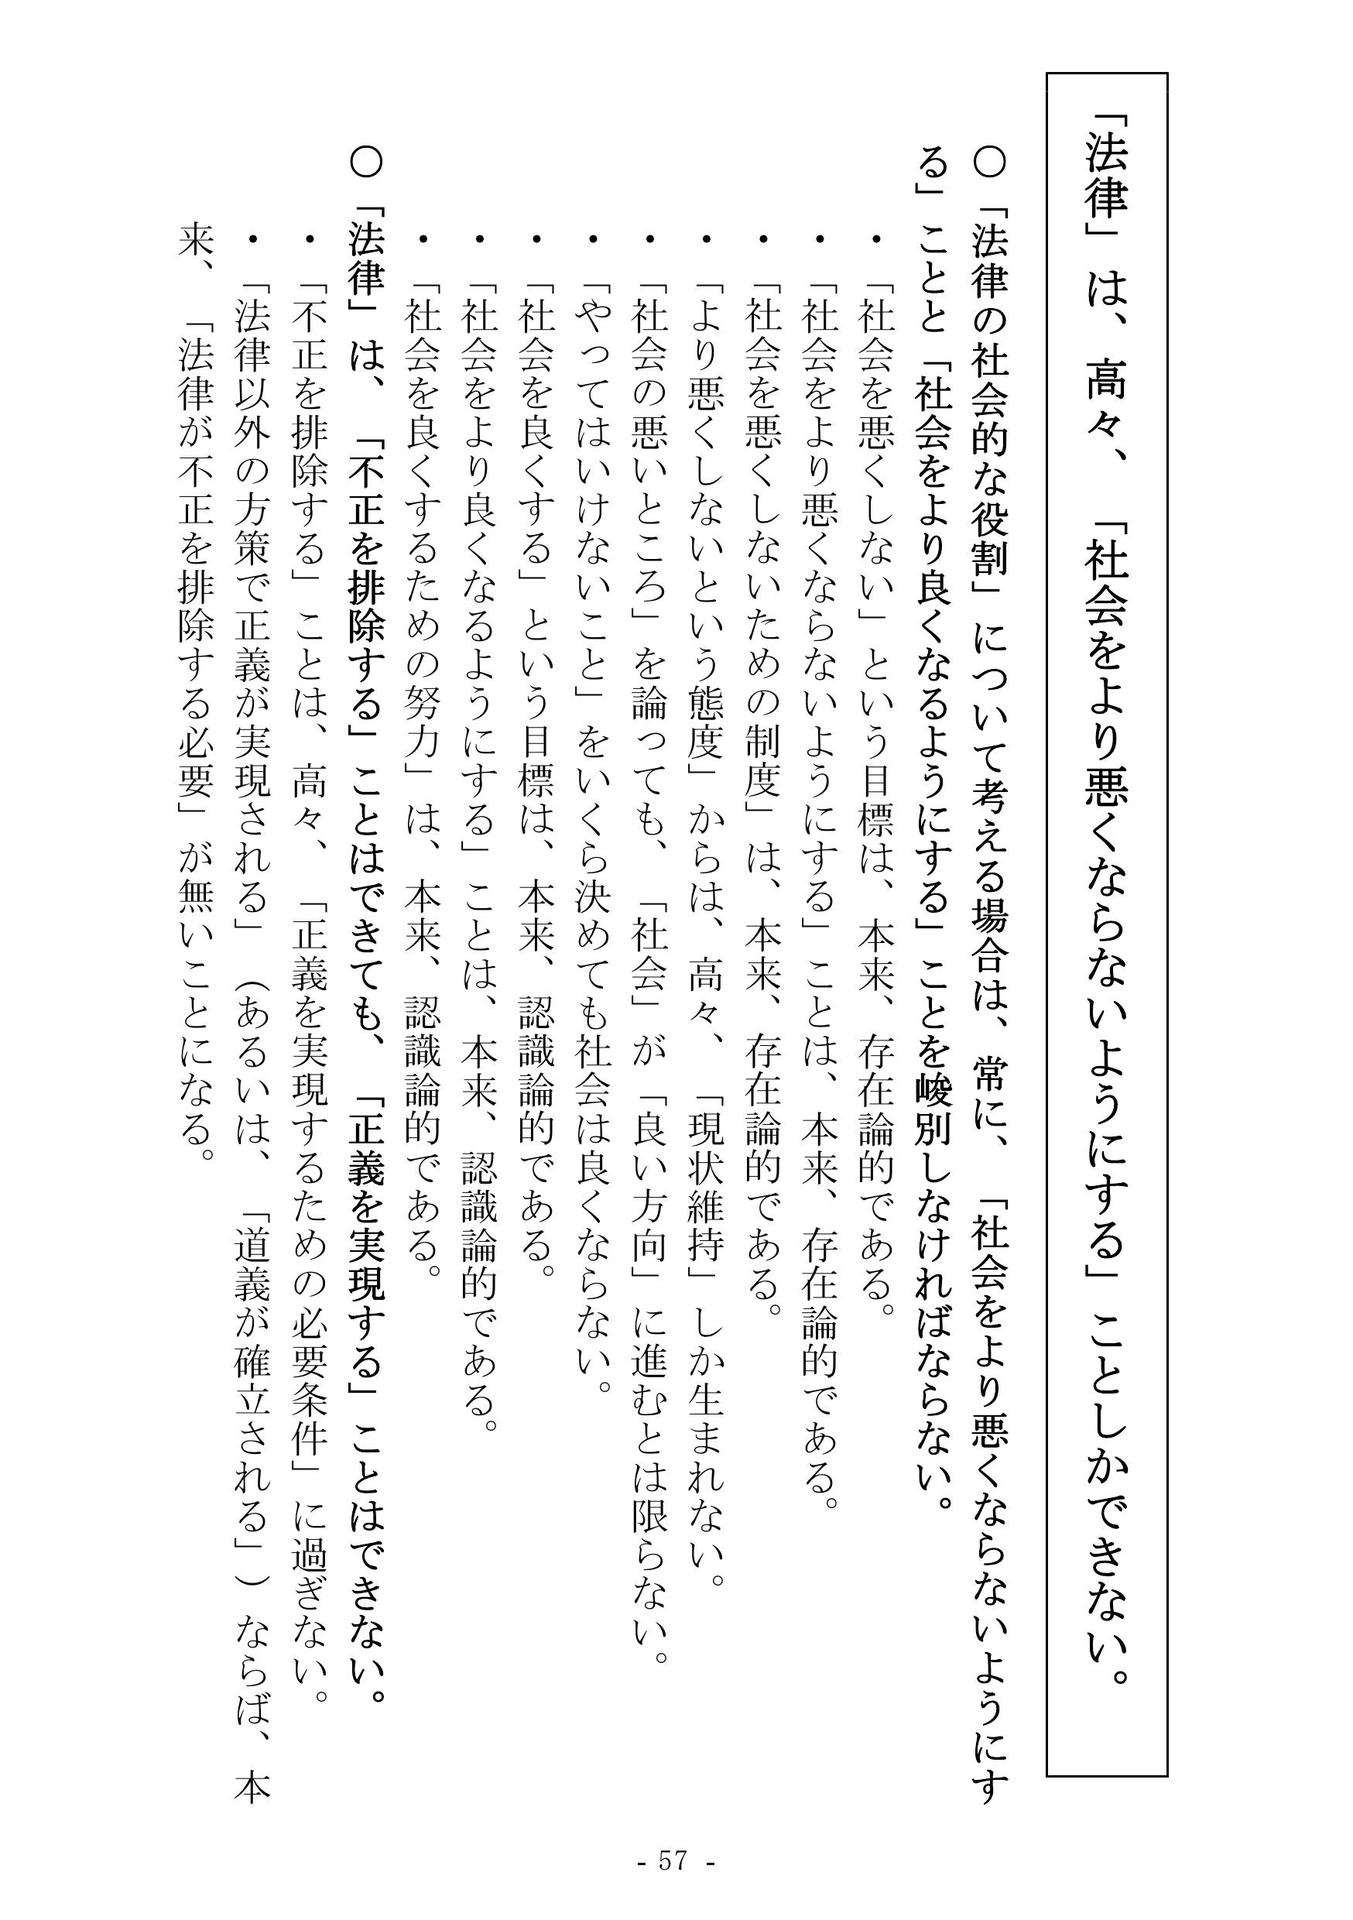 「法律」は、高々、「社会をより悪くならないようにする」ことしかできない。
○「法律の社会的な役割」について考える場合は、常に、「社会をより悪くならないようにす
る」ことと「社会をより良くなるようにする」ことを峻別しなければならない。
・「社会を悪くしない」という目標は、本来、存在論的である。
・「社会をより悪くならないようにする」ことは、本来、存在論的である。
・「社会を悪くしないための制度」は、本来、存在論的である。
・「より悪くしないという態度」からは、高々、「現状維持」しか生まれない。
・「社会の悪いところ」を論っても、「社会」が「良い方向」に進むとは限らない。
・「やってはいけないこと」をいくら決めても社会は良くならない。
・「社会を良くする」という目標は、本来、認識論的である。
・「社会をより良くなるようにする」ことは、本来、認識論的である。
・「社会を良くするための努力」は、本来、認識論的である。
○「法律」は、「不正を排除する」ことはできても、「正義を実現する」ことはできない。
・「不正を排除する」ことは、高々、「正義を実現するための必要条件」に過ぎない。
・「法律以外の方策で正義が実現される」（あるいは、「道義が確立される」）ならば、本
来、「法律が不正を排除する必要」が無いことになる。
- 57 -